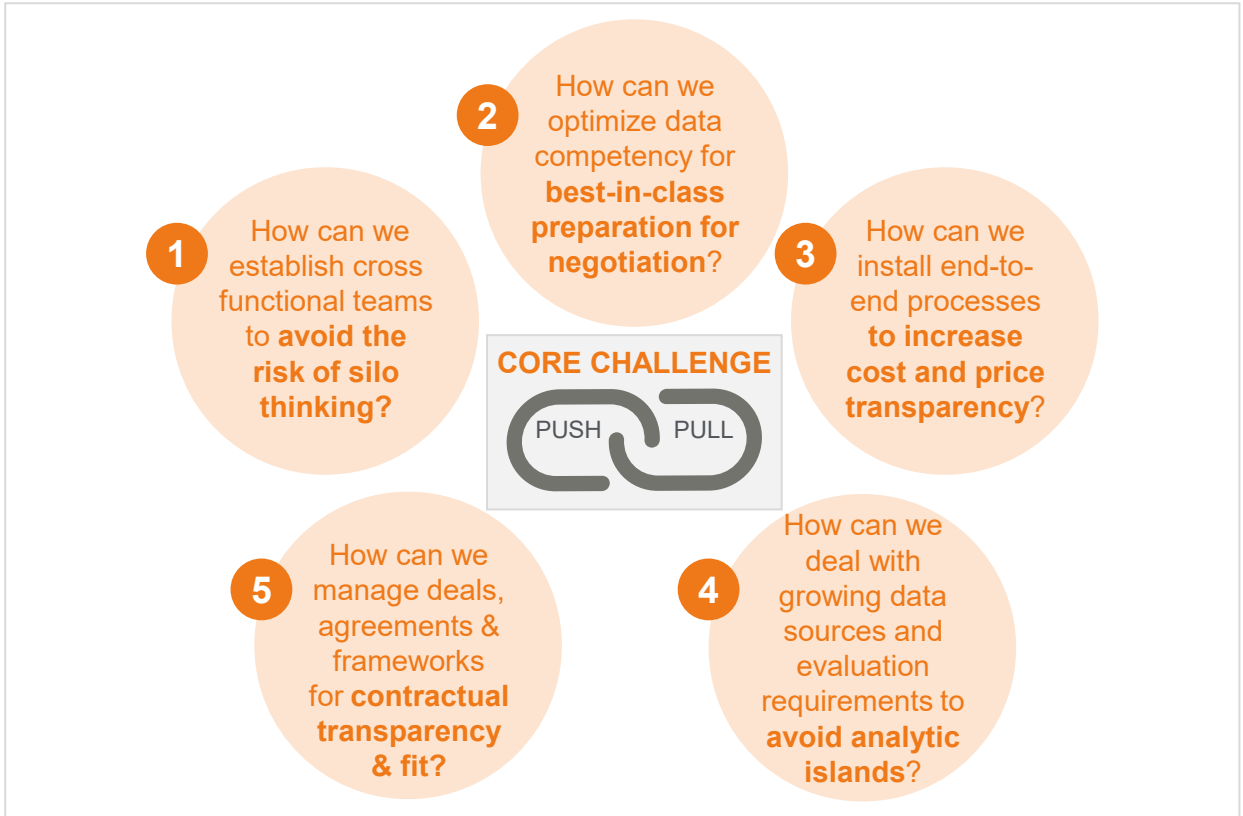 1
How can we
establish cross
functional teams
to avoid the
risk of silo
thinking?
2
How can we
optimize data
competency for
best-in-class
preparation for
negotiation?
3
How can we
install end-to-
end processes
to increase
cost and price
transparency?
CORE CHALLENGE
PUSH PULL
4
How can we
deal with
growing data
sources and
evaluation
requirements to
avoid analytic
islands?
5
How can we
manage deals,
agreements &
frameworks
for contractual
transparency
& fit?